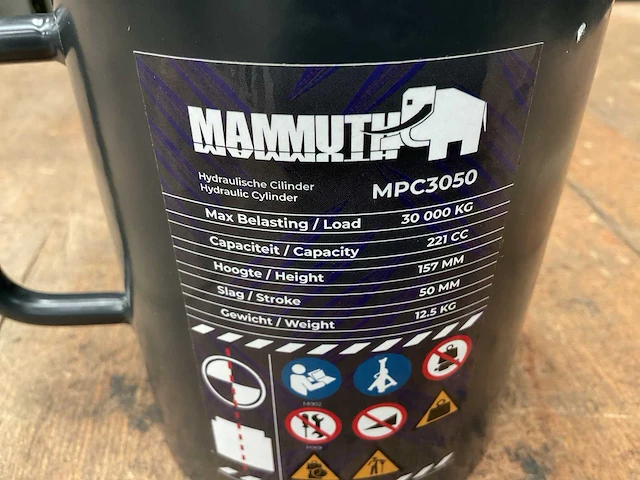 MAMMUTH
Hydraulische Cilinder
Hydraulic Cylinder
MPC3050
Max Belasting / Load 30 000 KG
Capaciteit / Capacity 221 CC
Hoogte / Height 157 MM
Slag / Stroke 50 MM
Gewicht / Weight 12.5 KG